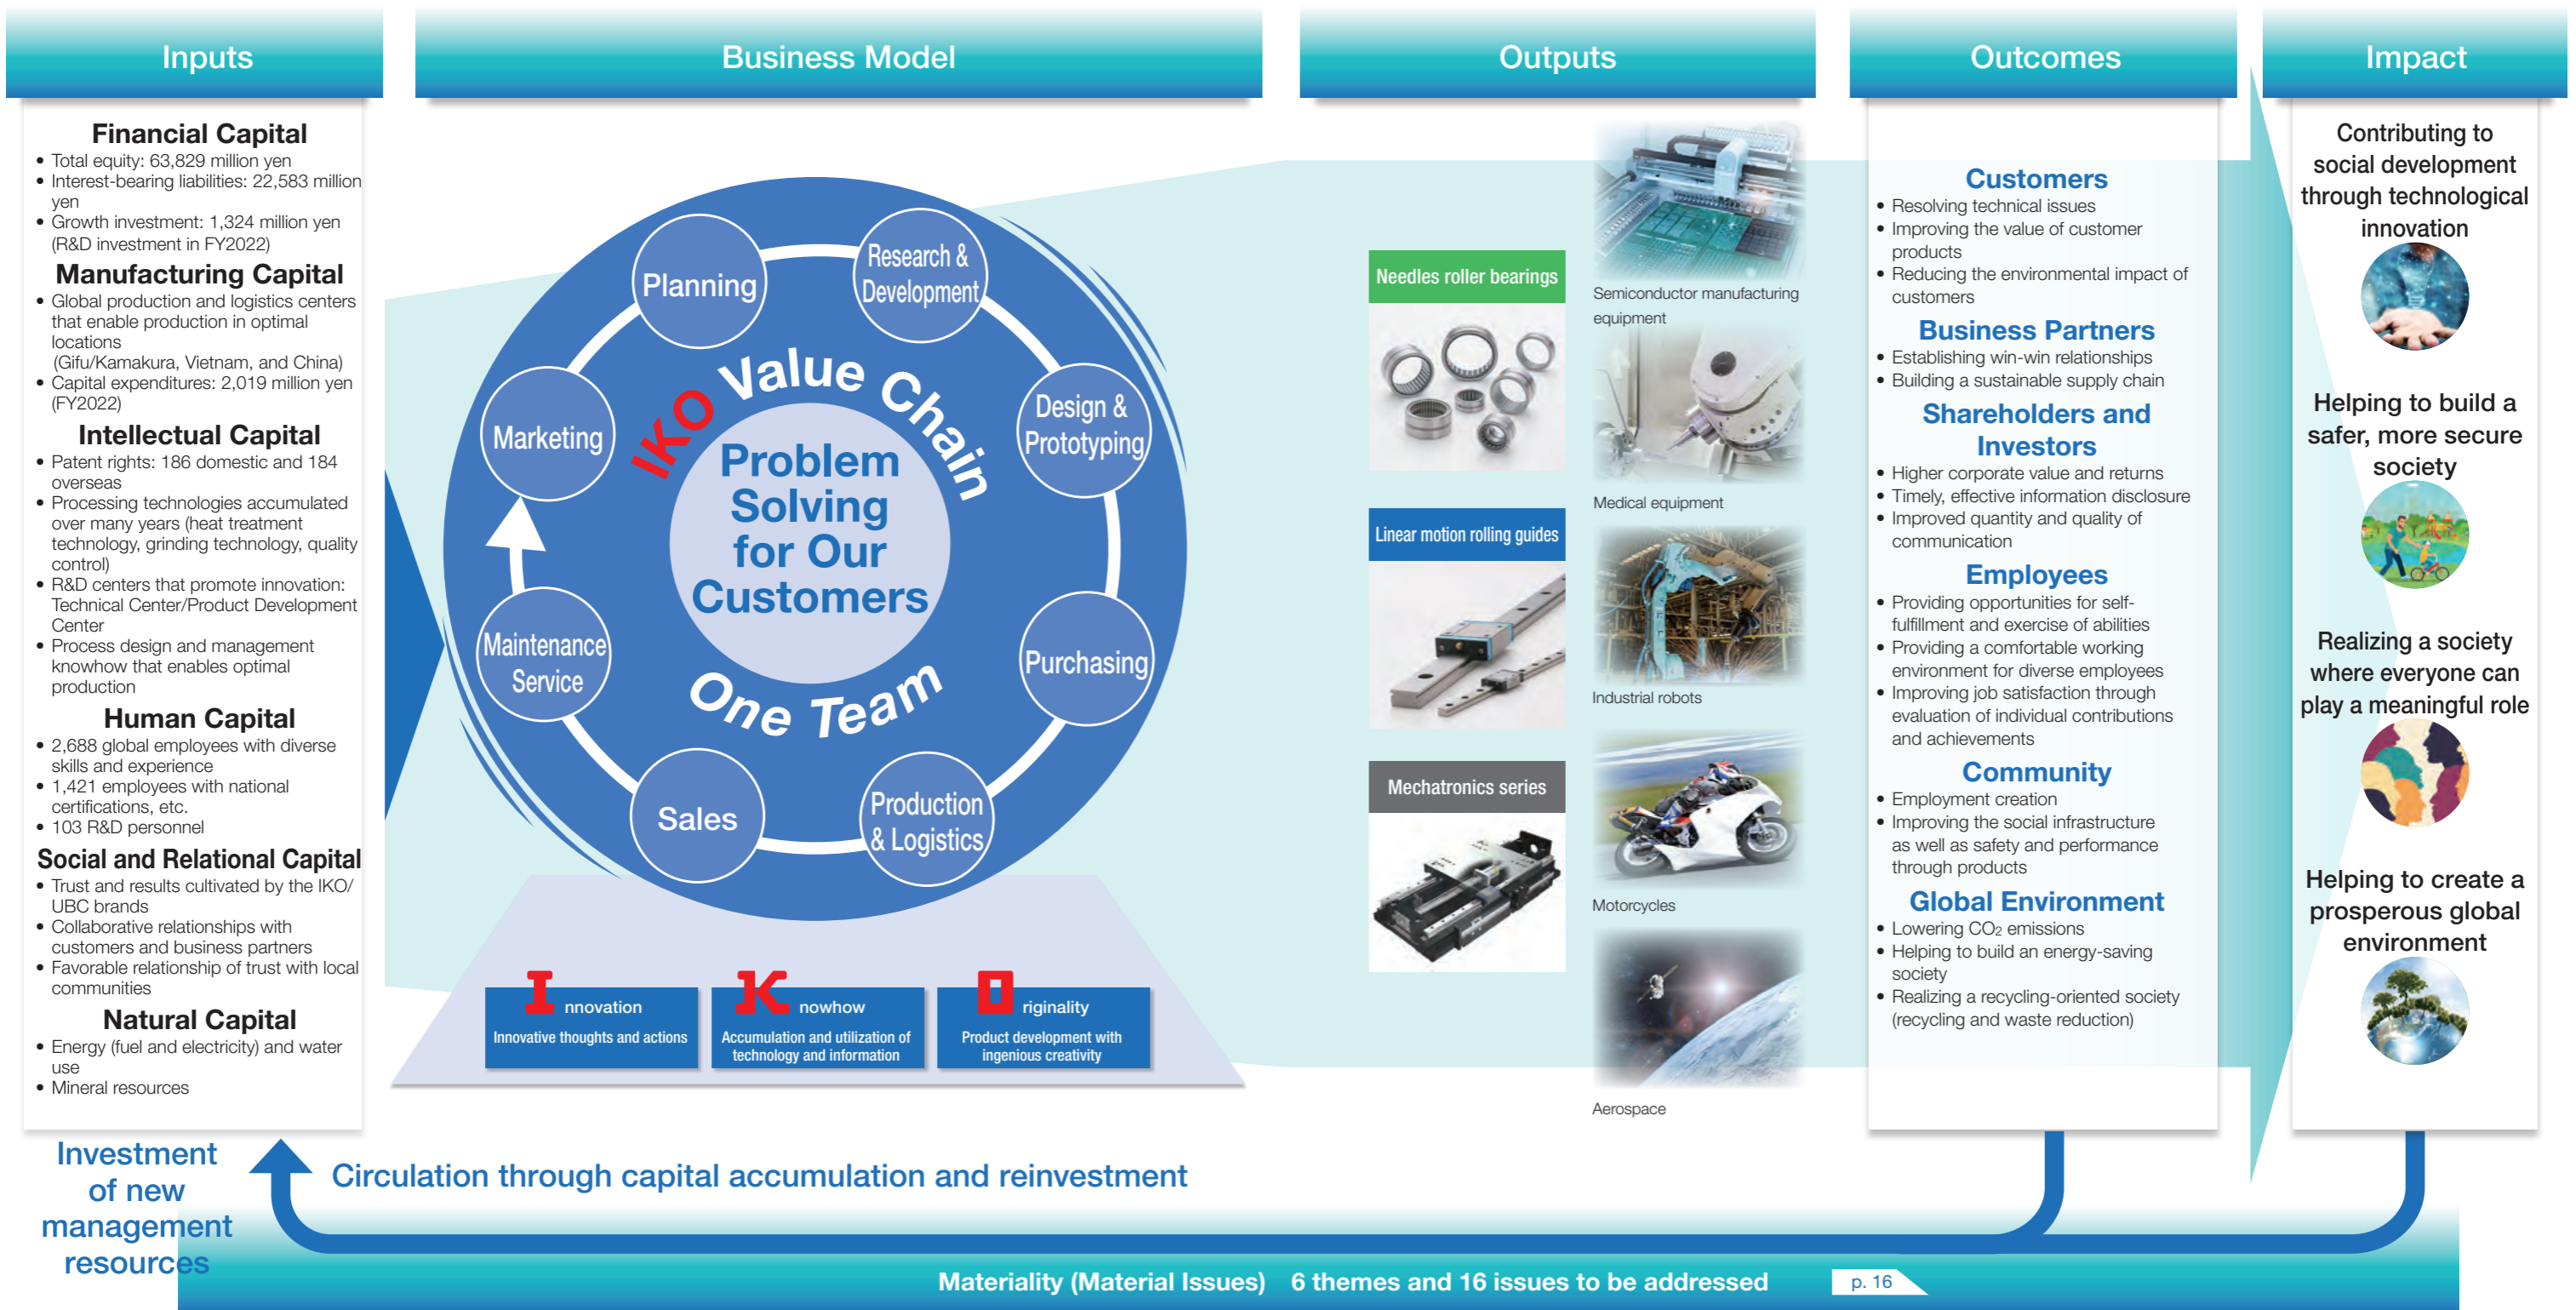 Inputs
Financial Capital
• Total equity: 63,829 million yen
• Interest-bearing liabilities: 22,583 million
yen
• Growth investment: 1,324 million yen
(R&D investment in FY2022)
Manufacturing Capital
• Global production and logistics centers
that enable production in optimal
locations
(Gifu/Kamakura, Vietnam, and China)
• Capital expenditures: 2,019 million yen
(FY2022)
Intellectual Capital
• Patent rights: 186 domestic and 184
overseas
• Processing technologies accumulated
over many years (heat treatment
technology, grinding technology, quality
control)
• R&D centers that promote innovation:
Technical Center/Product Development
Center
• Process design and management
knowhow that enables optimal
production
Human Capital
• 2,688 global employees with diverse
skills and experience
• 1,421 employees with national
certifications, etc.
• 103 R&D personnel
Social and Relational Capital
• Trust and results cultivated by the IKO/
UBC brands
• Collaborative relationships with
customers and business partners
• Favorable relationship of trust with local
communities
Natural Capital
• Energy (fuel and electricity) and water
use
• Mineral resources
Business Model
Planning
Research &
Development
Design &
Prototyping
Purchasing
Production
& Logistics
Sales
Maintenance
Service
Marketing
IKO Value Chain
Problem
Solving
for Our
Customers
One Team
Innovation
Innovative thoughts and actions
Knowhow
Accumulation and utilization of
technology and information
Originality
Product development with
ingenious creativity
Outputs
Needles roller bearings
Linear motion rolling guides
Mechatronics series
Semiconductor manufacturing
equipment
Medical equipment
Industrial robots
Motorcycles
Aerospace
Outcomes
Customers
• Resolving technical issues
• Improving the value of customer
products
• Reducing the environmental impact of
customers
Business Partners
• Establishing win-win relationships
• Building a sustainable supply chain
Shareholders and
Investors
• Higher corporate value and returns
• Timely, effective information disclosure
• Improved quantity and quality of
communication
Employees
• Providing opportunities for self-
fulfillment and exercise of abilities
• Providing a comfortable working
environment for diverse employees
• Improving job satisfaction through
evaluation of individual contributions
and achievements
Community
• Employment creation
• Improving the social infrastructure
as well as safety and performance
through products
Global Environment
• Lowering CO₂ emissions
• Helping to build an energy-saving
society
• Realizing a recycling-oriented society
(recycling and waste reduction)
Impact
Contributing to
social development
through technological
innovation
Helping to build a
safer, more secure
society
Realizing a society
where everyone can
play a meaningful role
Helping to create a
prosperous global
environment
Investment
of new
management
resources
Circulation through capital accumulation and reinvestment
Materiality (Material Issues) 6 themes and 16 issues to be addressed
p. 16